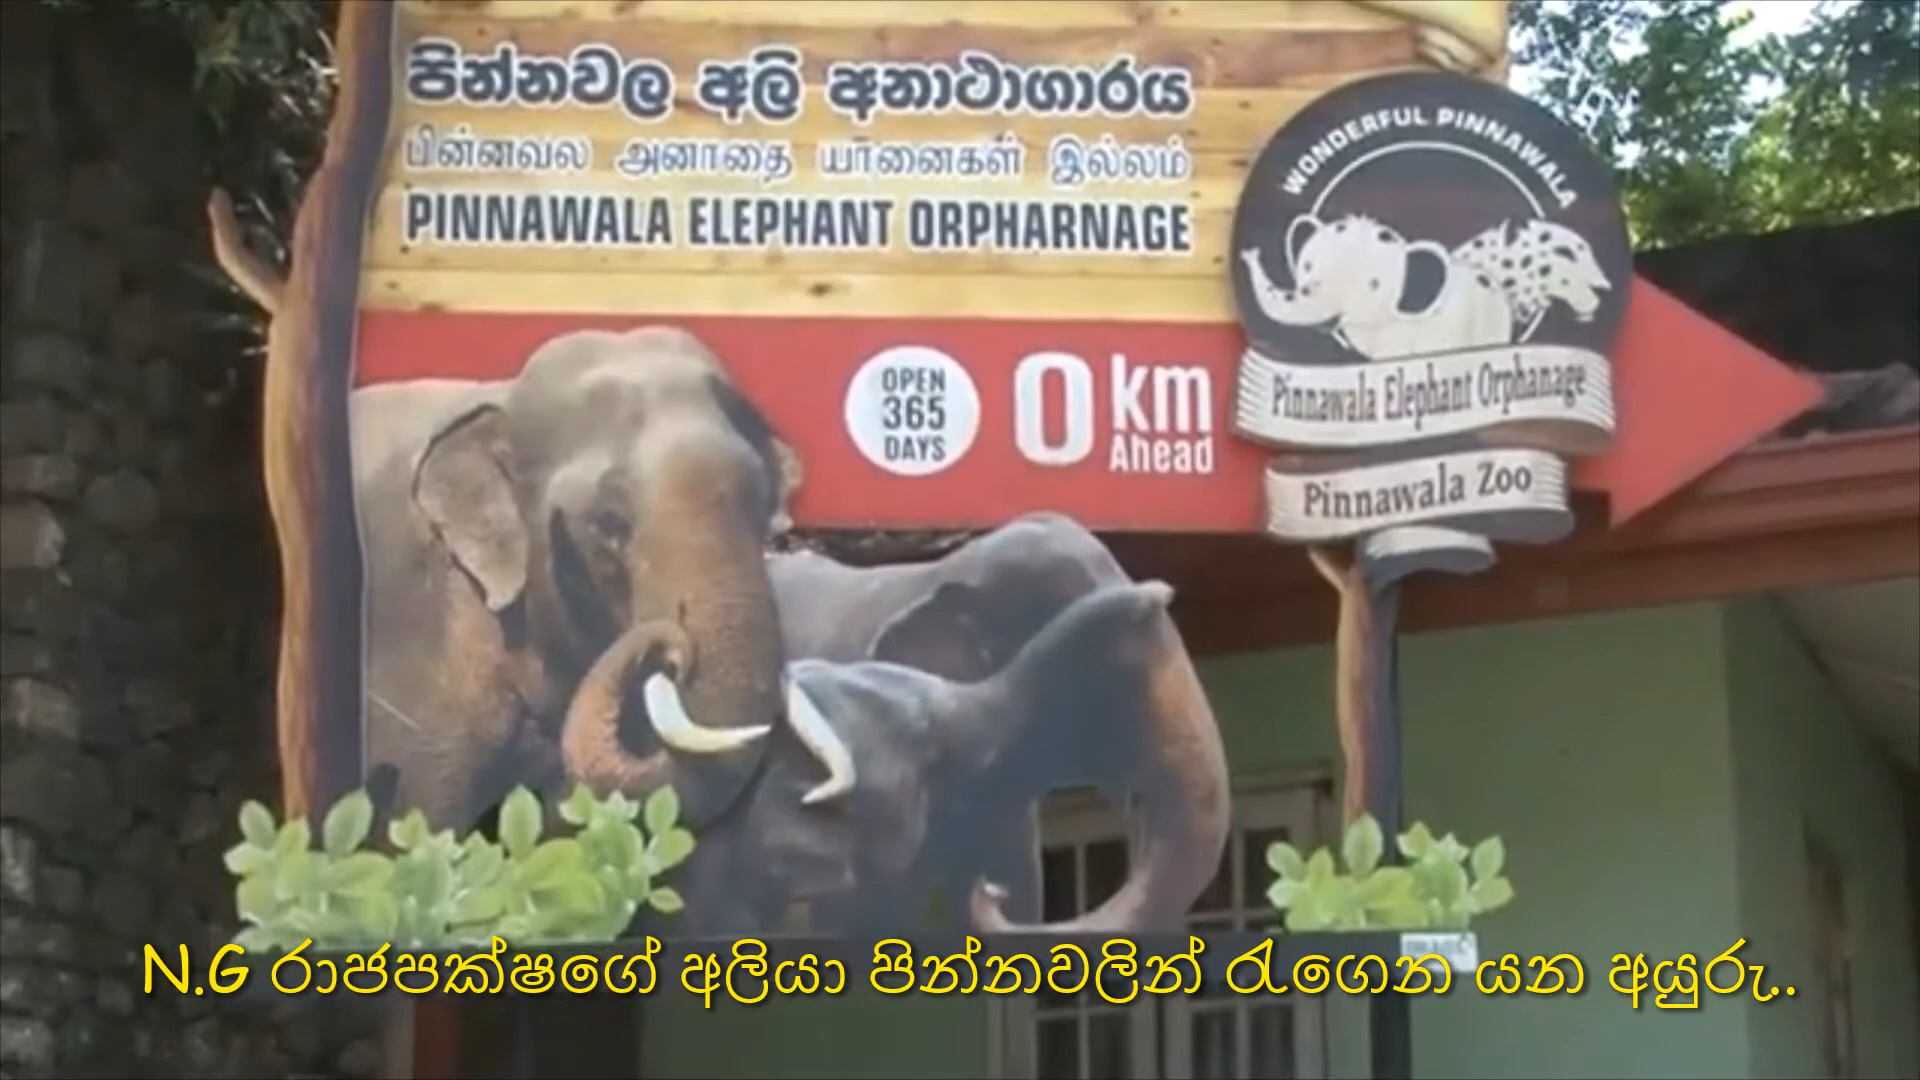 පින්නවල අලි අනාථාගාරය
பின்னவல அனாதை யானைகள் இல்லம்
PINNAWALA ELEPHANT ORPHARNAGE
WONDERFUL PINNAWALA
OPEN
365
DAYS
0 km
Ahead
Pinnawala Elephant Orphanage
Pinnawala Zoo
N.G රාජපක්ෂගේ අලියා පින්නවලින් රැගෙන යන අයුරු..